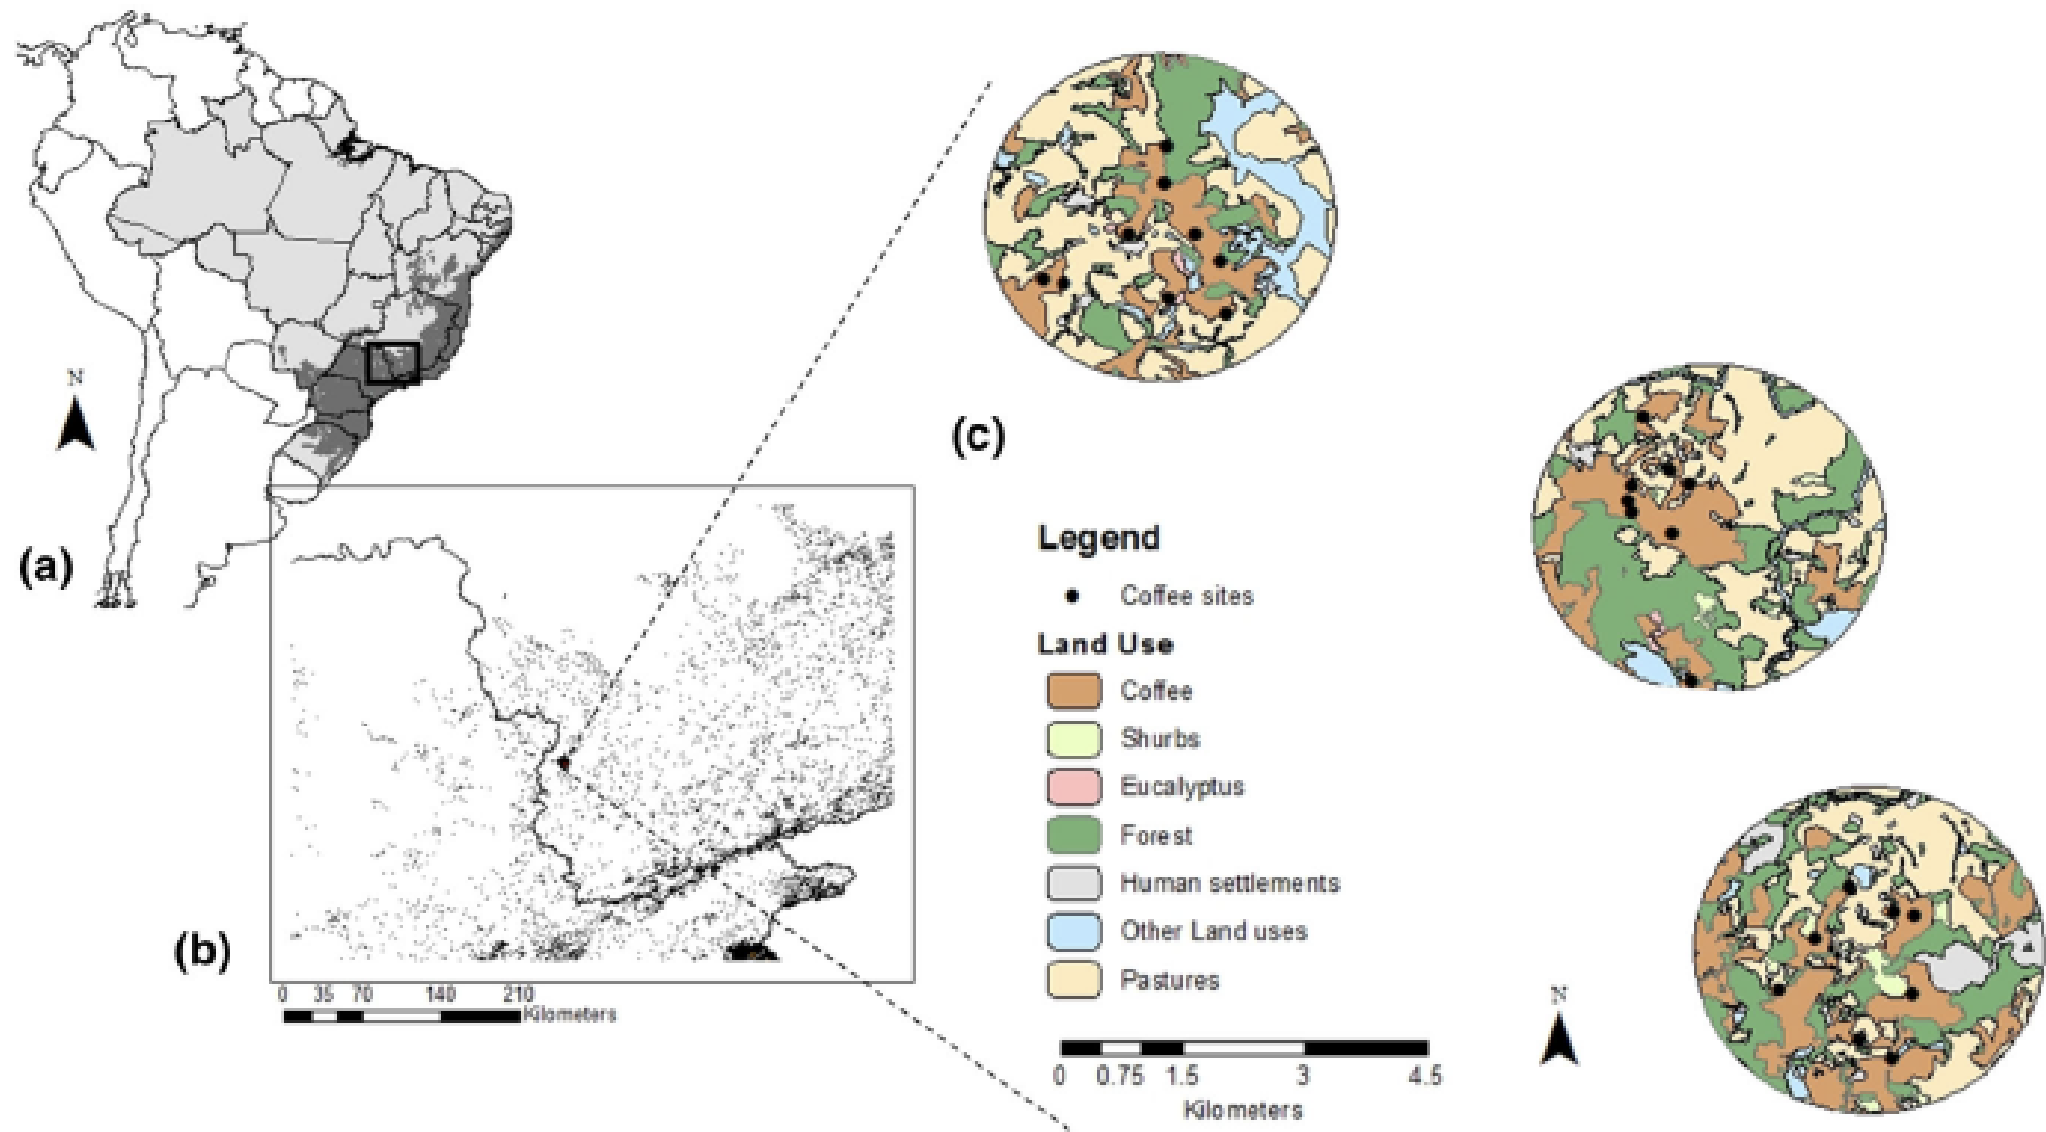 N
(a)
(b)
0 35 70 140 210
Kilometers
(c)
Legend
Coffee sites
Land Use
Coffee
Shurbs
Eucalyptus
Forest
Human settlements
Other Land uses
Pastures
0 0.75 1.5 3 4.5
Kilometers
N